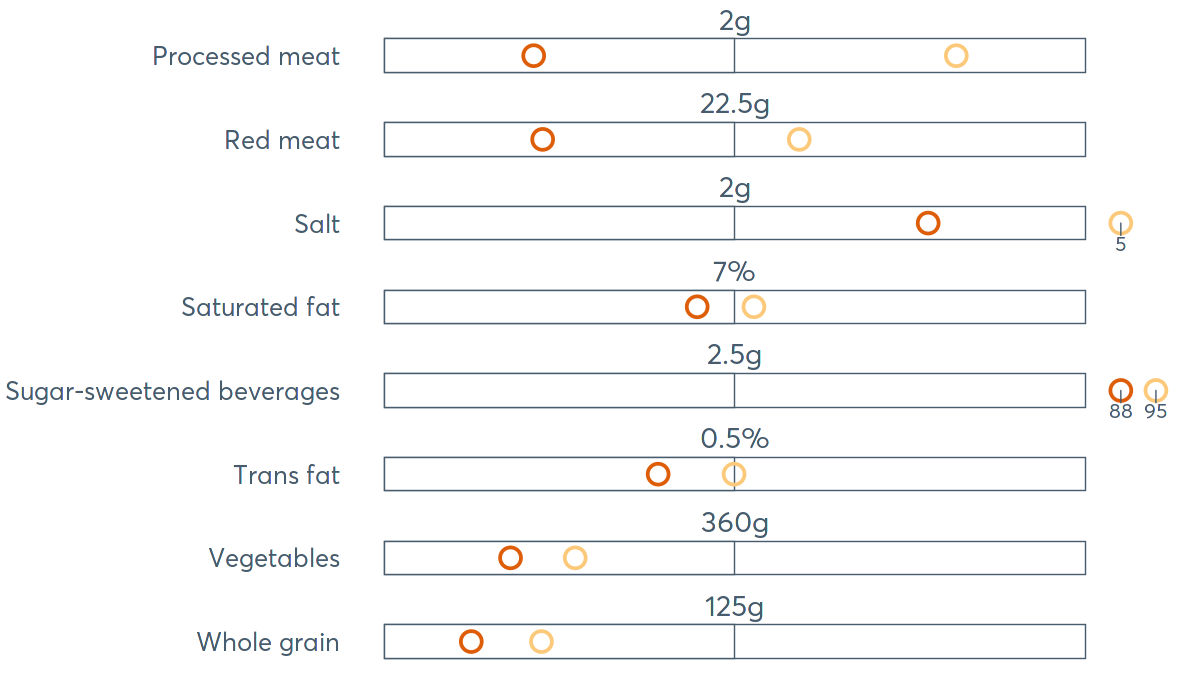 2g
Processed meat
22.5g
Red meat
2g
Salt
5
7%
Saturated fat
2.5g
Sugar-sweetened beverages
88 95
0.5%
Trans fat
360g
Vegetables
125g
Whole grain